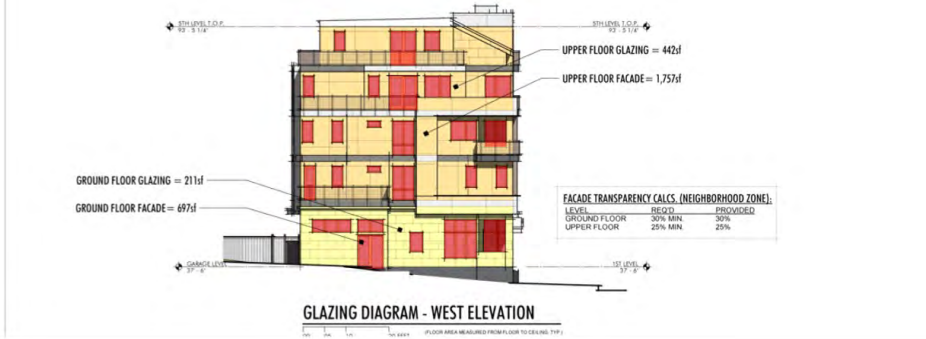 5TH LEVEL T.O.P.
93' - 5 1/4"
5TH LEVEL T.O.P.
93' - 5 1/4"
UPPER FLOOR GLAZING = 442sf
UPPER FLOOR FACADE = 1,757sf
GROUND FLOOR GLAZING = 211sf
GROUND FLOOR FACADE = 697sf
FACADE TRANSPARENCY CALCS. (NEIGHBORHOOD ZONE):
LEVEL REQ'D PROVIDED
GROUND FLOOR 30% MIN. 30%
UPPER FLOOR 25% MIN. 25%
GARAGE LEVEL
37' - 6"
1ST LEVEL
37' - 6"
GLAZING DIAGRAM - WEST ELEVATION
(FLOOR AREA MEASURED FROM FLOOR TO CEILING, TYP.)